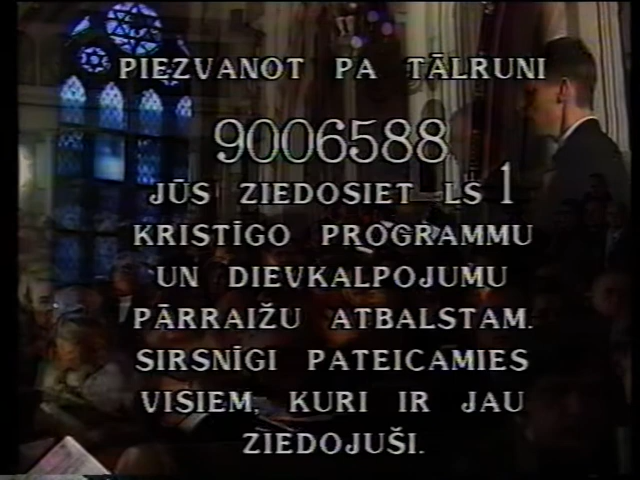 PIEZVANOT PA TĀLRUNI
9006588
JŪS ZIEDOSIET LS 1
KRISTĪGO PROGRAMMU
UN DIEVKALPOJUMU
PĀRRAIŽU ATBALSTAM.
SIRSNĪGI PATEICAMIES
VISIEM, KURI IR JAU
ZIEDOJUŠI.